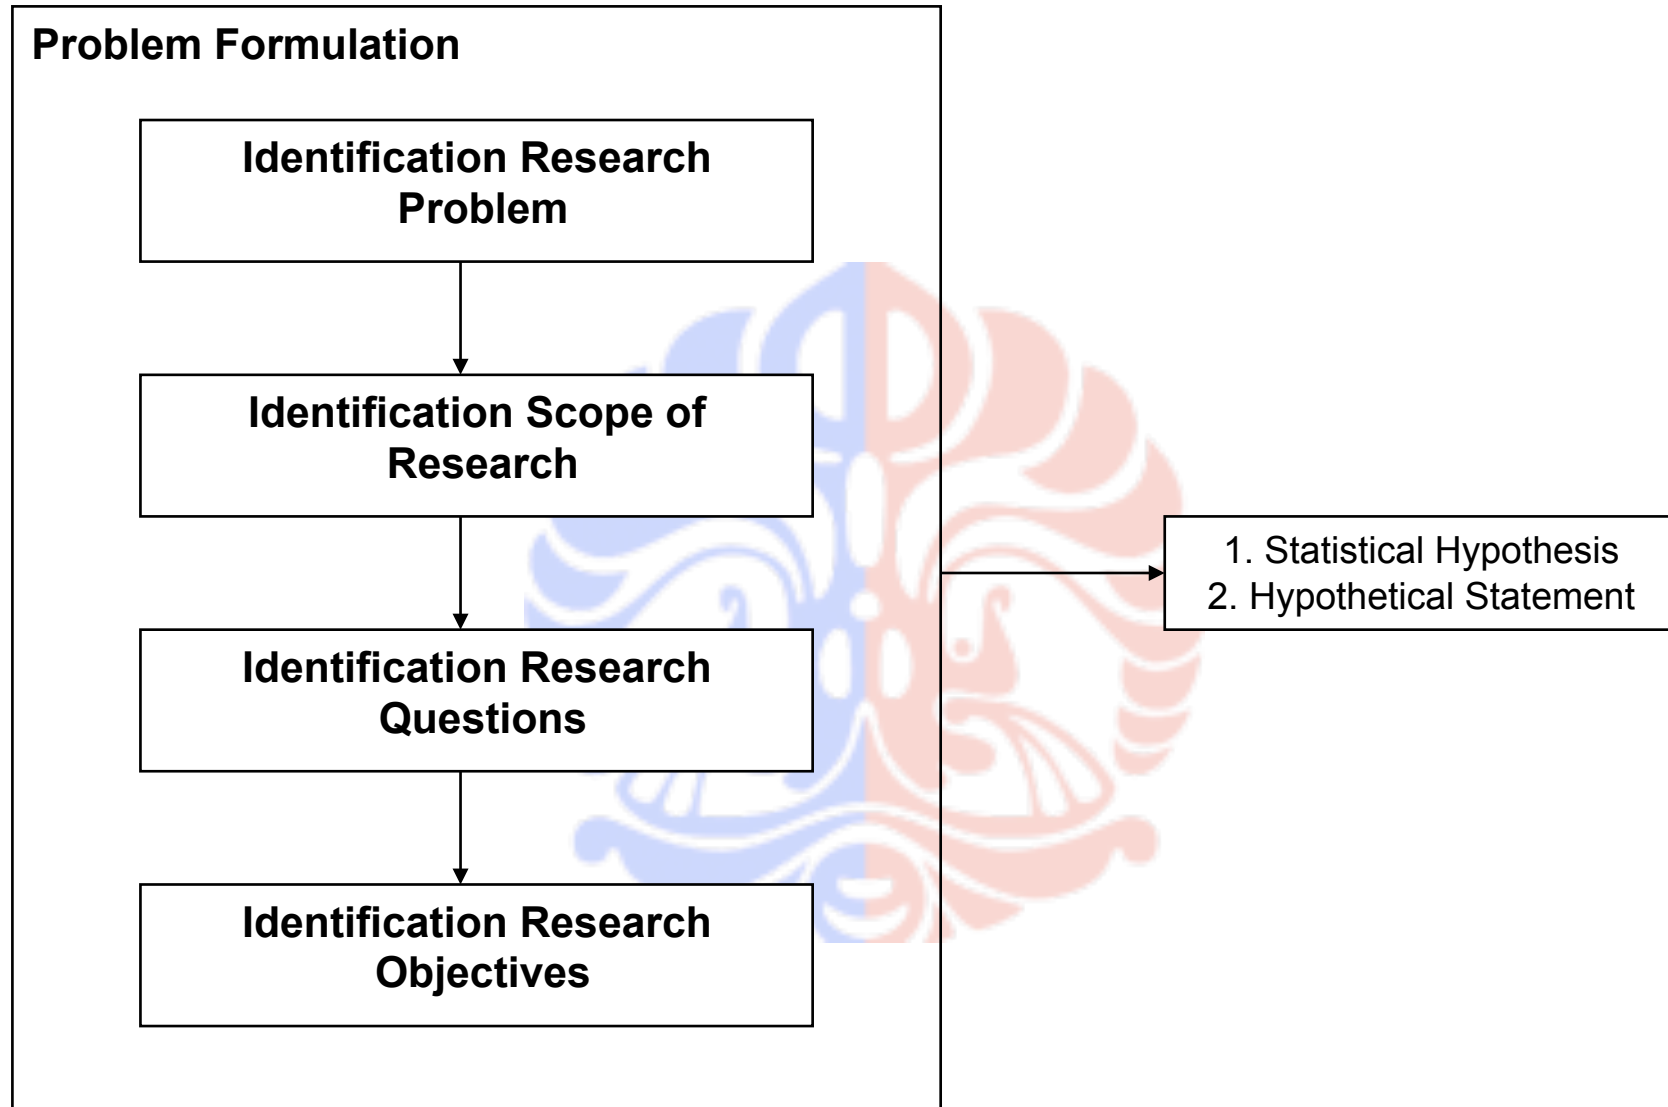 Problem Formulation
Identification Research
Problem
Identification Scope of
Research
Identification Research
Questions
Identification Research
Objectives
1. Statistical Hypothesis
2. Hypothetical Statement